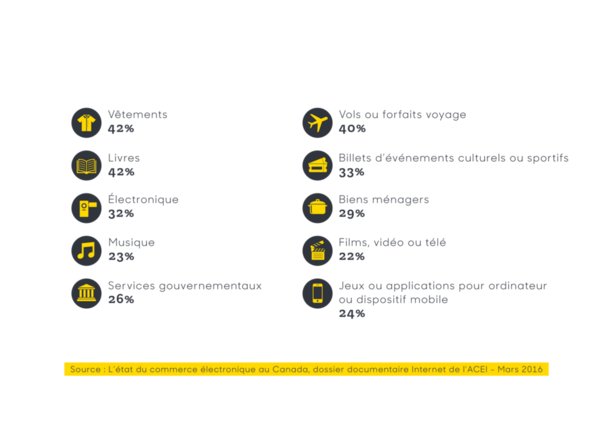 Vêtements
42%
Livres
42%
Électronique
32%
Musique
23%
Services gouvernementaux
26%
Vols ou forfaits voyage
40%
Billets d'événements culturels ou sportifs
33%
Biens ménagers
29%
Films, vidéo ou télé
22%
Jeux ou applications pour ordinateur
ou dispositif mobile
24%
Source : L'état du commerce électronique au Canada, dossier documentaire Internet de l'ACEI – Mars 2016